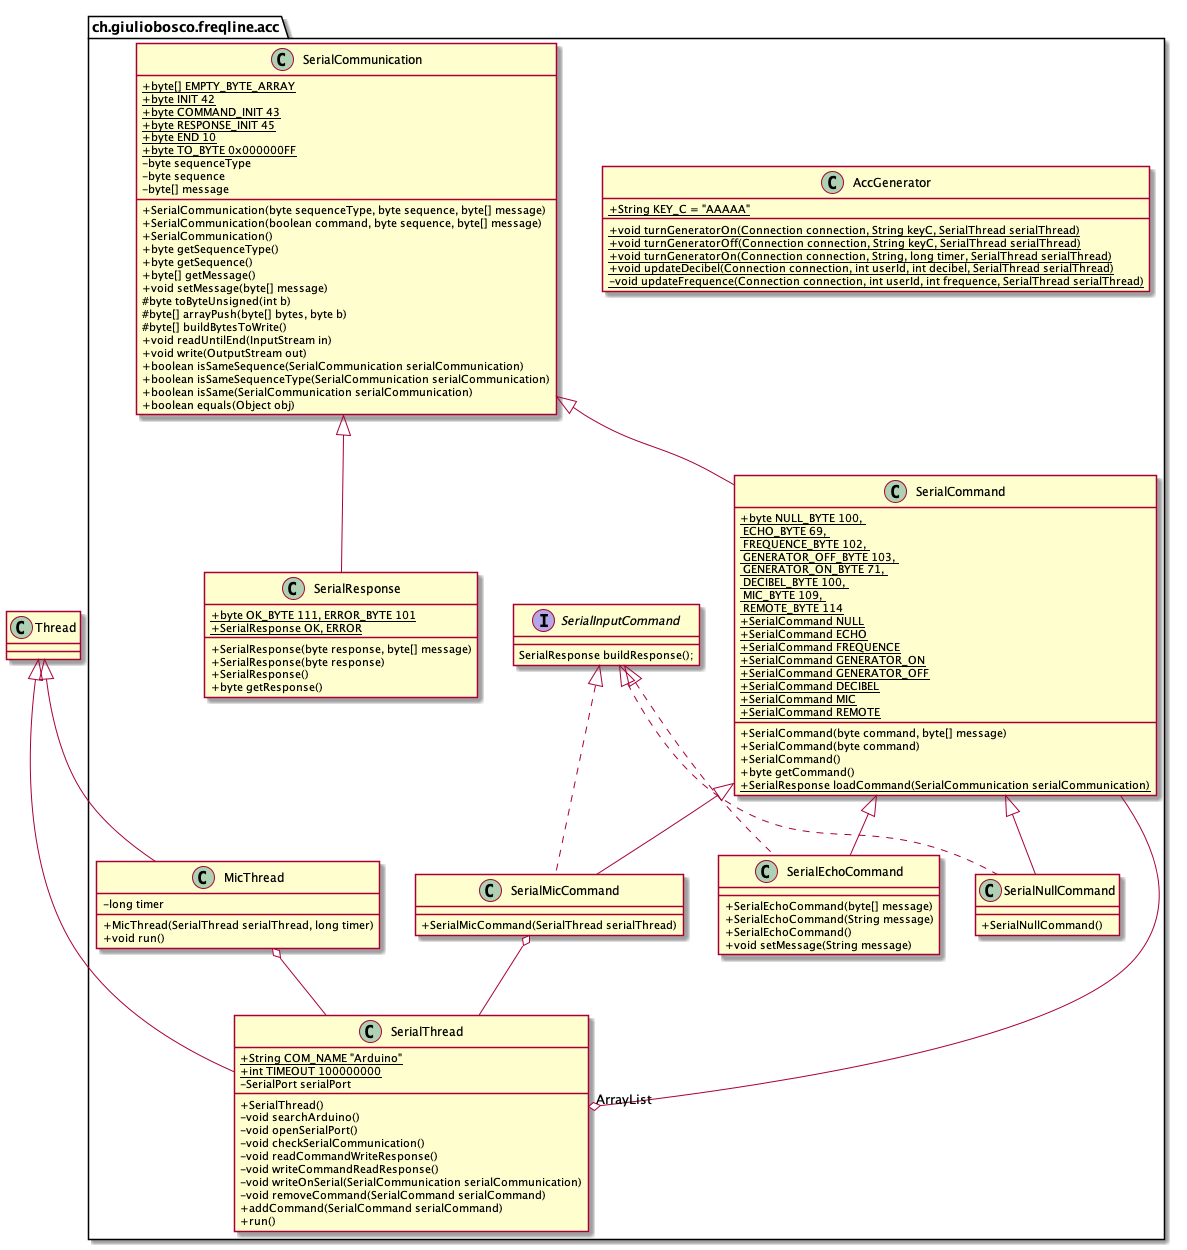 ch.giuliobosco.freqline.acc
C SerialCommunication
+byte[] EMPTY_BYTE_ARRAY
+byte INIT 42
+byte COMMAND_INIT 43
+byte RESPONSE_INIT 45
+byte END 10
+byte TO_BYTE 0x000000FF
-byte sequenceType
-byte sequence
-byte[] message
+SerialCommunication(byte sequenceType, byte sequence, byte[] message)
+SerialCommunication(boolean command, byte sequence, byte[] message)
+SerialCommunication()
+byte getSequenceType()
+byte getSequence()
+byte[] getMessage()
+void setMessage(byte[] message)
#byte toByteUnsigned(int b)
#byte[] arrayPush(byte[] bytes, byte b)
#byte[] buildBytesToWrite()
+void readUntilEnd(InputStream in)
+void write(OutputStream out)
+boolean isSameSequence(SerialCommunication serialCommunication)
+boolean isSameSequenceType(SerialCommunication serialCommunication)
+boolean isSame(SerialCommunication serialCommunication)
+boolean equals(Object obj)
C AccGenerator
+String KEY_C = "AAAAA"
+void turnGeneratorOn(Connection connection, String keyC, SerialThread serialThread)
+void turnGeneratorOff(Connection connection, String keyC, SerialThread serialThread)
+void turnGeneratorOn(Connection connection, String, long timer, SerialThread serialThread)
+void updateDecibel(Connection connection, int userId, int decibel, SerialThread serialThread)
-void updateFrequence(Connection connection, int userId, int frequence, SerialThread serialThread)
C SerialCommand
+byte NULL_BYTE 100,
ECHO_BYTE 69,
FREQUENCE_BYTE 102,
GENERATOR_OFF_BYTE 103,
GENERATOR_ON_BYTE 71,
DECIBEL_BYTE 100,
MIC_BYTE 109,
REMOTE_BYTE 114
+SerialCommand NULL
+SerialCommand ECHO
+SerialCommand FREQUENCE
+SerialCommand GENERATOR_ON
+SerialCommand GENERATOR_OFF
+SerialCommand DECIBEL
+SerialCommand MIC
+SerialCommand REMOTE
+SerialCommand(byte command, byte[] message)
+SerialCommand(byte command)
+SerialCommand()
+byte getCommand()
+SerialResponse loadCommand(SerialCommunication serialCommunication)
C SerialResponse
+byte OK_BYTE 111, ERROR_BYTE 101
+SerialResponse OK, ERROR
+SerialResponse(byte response, byte[] message)
+SerialResponse(byte response)
+SerialResponse()
+byte getResponse()
I SerialInputCommand
SerialResponse buildResponse();
C Thread
C MicThread
-long timer
+MicThread(SerialThread serialThread, long timer)
+void run()
C SerialMicCommand
+SerialMicCommand(SerialThread serialThread)
C SerialEchoCommand
+SerialEchoCommand(byte[] message)
+SerialEchoCommand(String message)
+SerialEchoCommand()
+void setMessage(String message)
C SerialNullCommand
+SerialNullCommand()
C SerialThread
+String COM_NAME "Arduino"
+int TIMEOUT 100000000
-SerialPort serialPort
+SerialThread()
-void searchArduino()
-void openSerialPort()
-void checkSerialCommunication()
-void readCommandWriteResponse()
-void writeCommandReadResponse()
-void writeOnSerial(SerialCommunication serialCommunication)
-void removeCommand(SerialCommand serialCommand)
+addCommand(SerialCommand serialCommand)
+run()
ArrayList